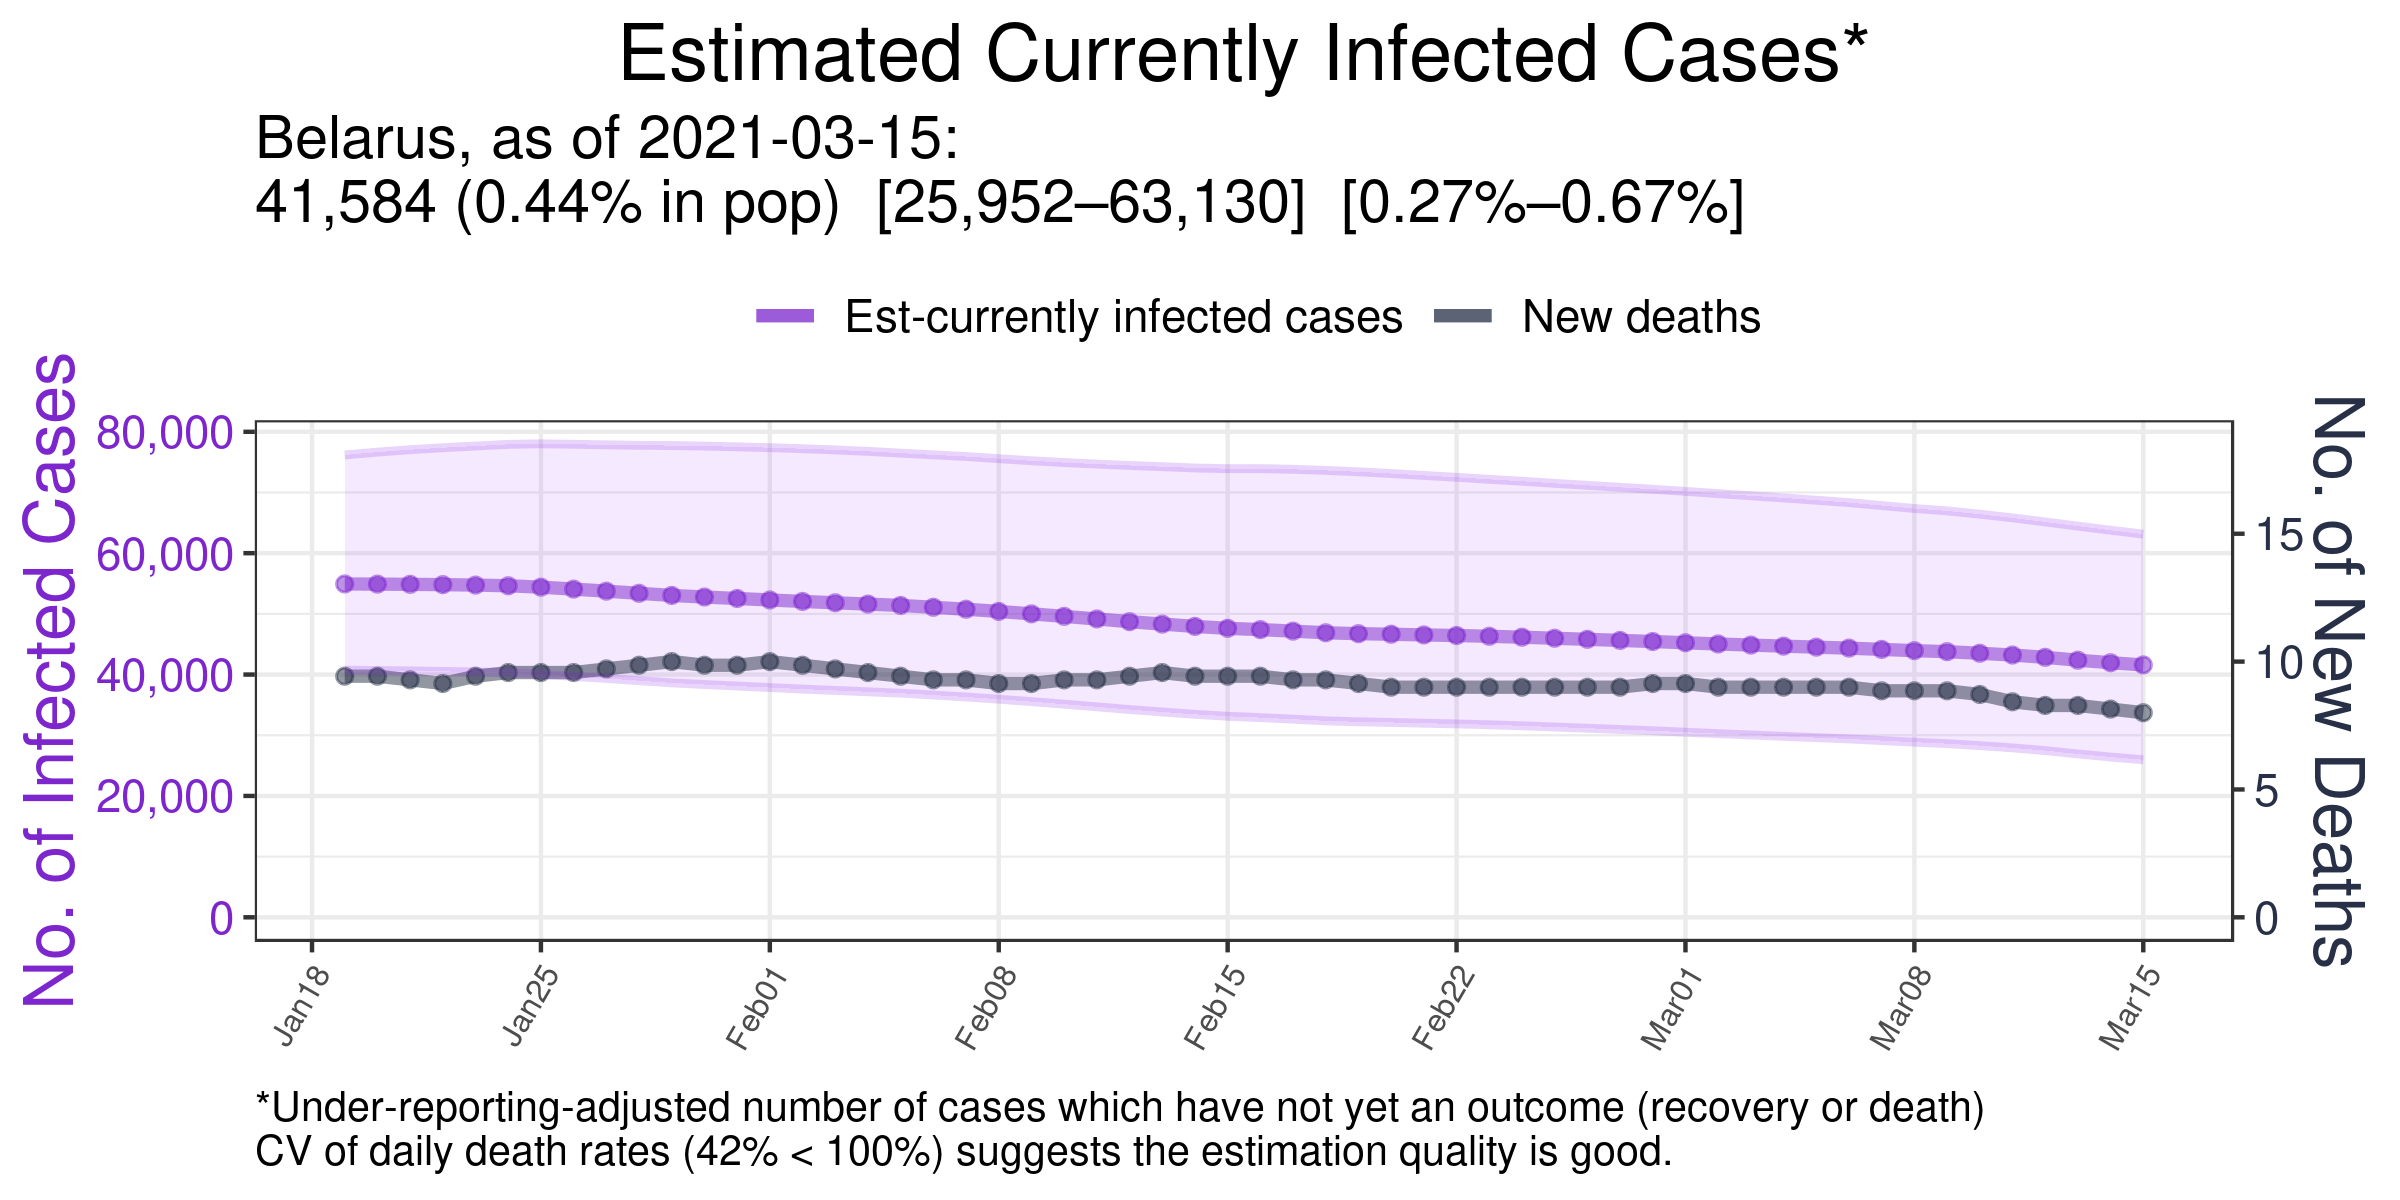 Estimated Currently Infected Cases*
Belarus, as of 2021-03-15:
41,584 (0.44% in pop)  [25,952–63,130]  [0.27%–0.67%]
Est-currently infected cases
New deaths
No. of Infected Cases
80,000
60,000
40,000
20,000
0
No. of New Deaths
15
10
5
0
Jan18
Jan25
Feb01
Feb08
Feb15
Feb22
Mar01
Mar08
Mar15
*Under-reporting-adjusted number of cases which have not yet an outcome (recovery or death)
CV of daily death rates (42% < 100%) suggests the estimation quality is good.